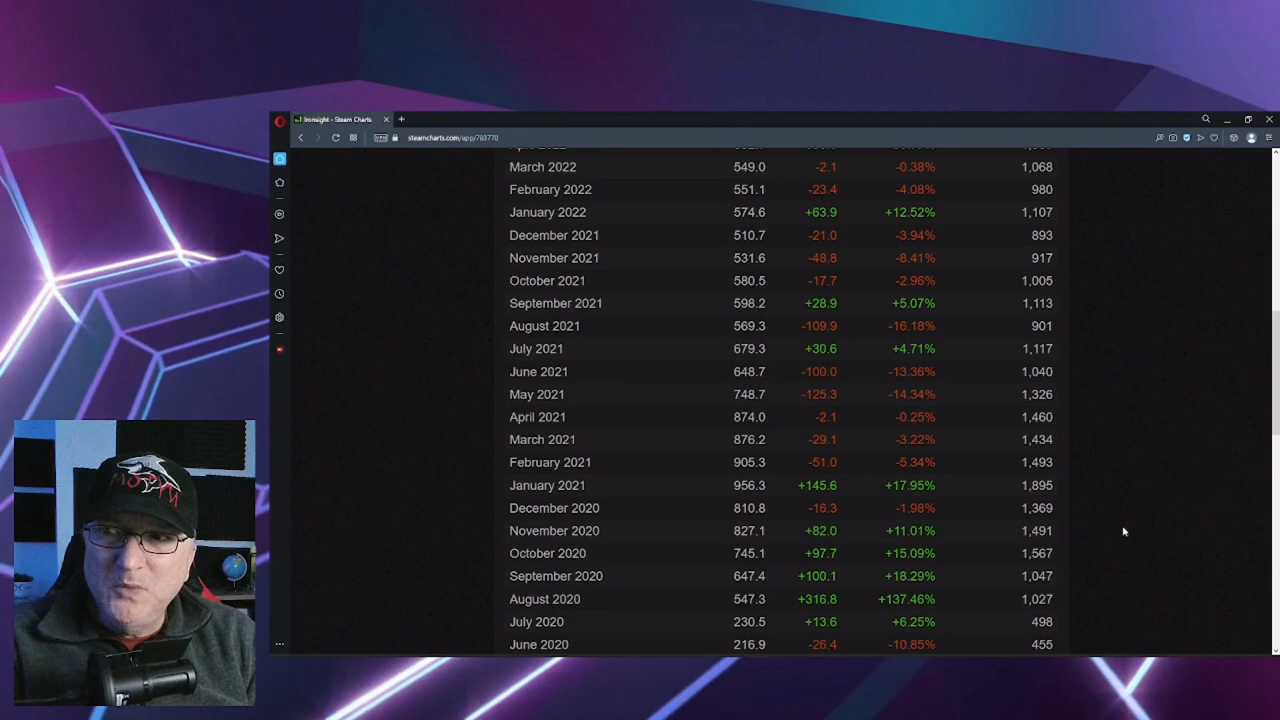 Ironsight - Steam Charts
VPN steamcharts.com/app/783770
March 2022 549.0 -2.1 -0.38% 1,068
February 2022 551.1 -23.4 -4.08% 980
January 2022 574.6 +63.9 +12.52% 1,107
December 2021 510.7 -21.0 -3.94% 893
November 2021 531.6 -48.8 -8.41% 917
October 2021 580.5 -17.7 -2.96% 1,005
September 2021 598.2 +28.9 +5.07% 1,113
August 2021 569.3 -109.9 -16.18% 901
July 2021 679.3 +30.6 +4.71% 1,117
June 2021 648.7 -100.0 -13.36% 1,040
May 2021 748.7 -125.3 -14.34% 1,326
April 2021 874.0 -2.1 -0.25% 1,460
March 2021 876.2 -29.1 -3.22% 1,434
February 2021 905.3 -51.0 -5.34% 1,493
January 2021 956.3 +145.6 +17.95% 1,895
December 2020 810.8 -16.3 -1.98% 1,369
November 2020 827.1 +82.0 +11.01% 1,491
October 2020 745.1 +97.7 +15.09% 1,567
September 2020 647.4 +100.1 +18.29% 1,047
August 2020 547.3 +316.8 +137.46% 1,027
July 2020 230.5 +13.6 +6.25% 498
June 2020 216.9 -26.4 -10.85% 455